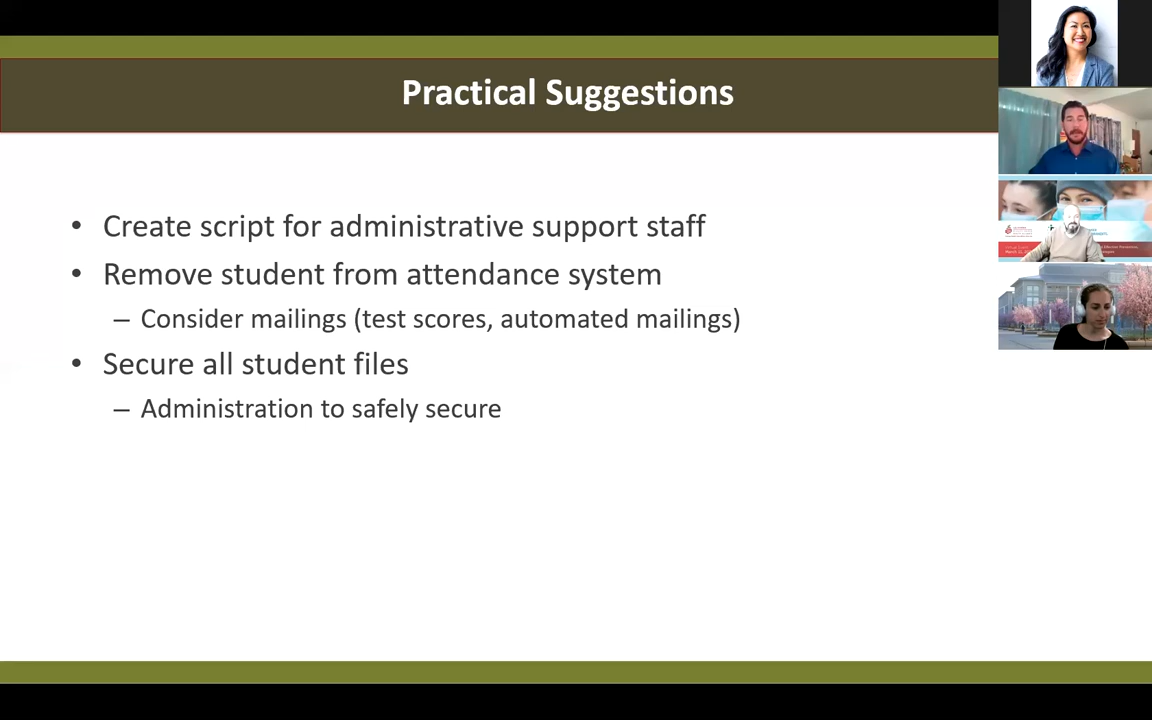 Practical Suggestions
• Create script for administrative support staff
• Remove student from attendance system
– Consider mailings (test scores, automated mailings)
• Secure all student files
– Administration to safely secure